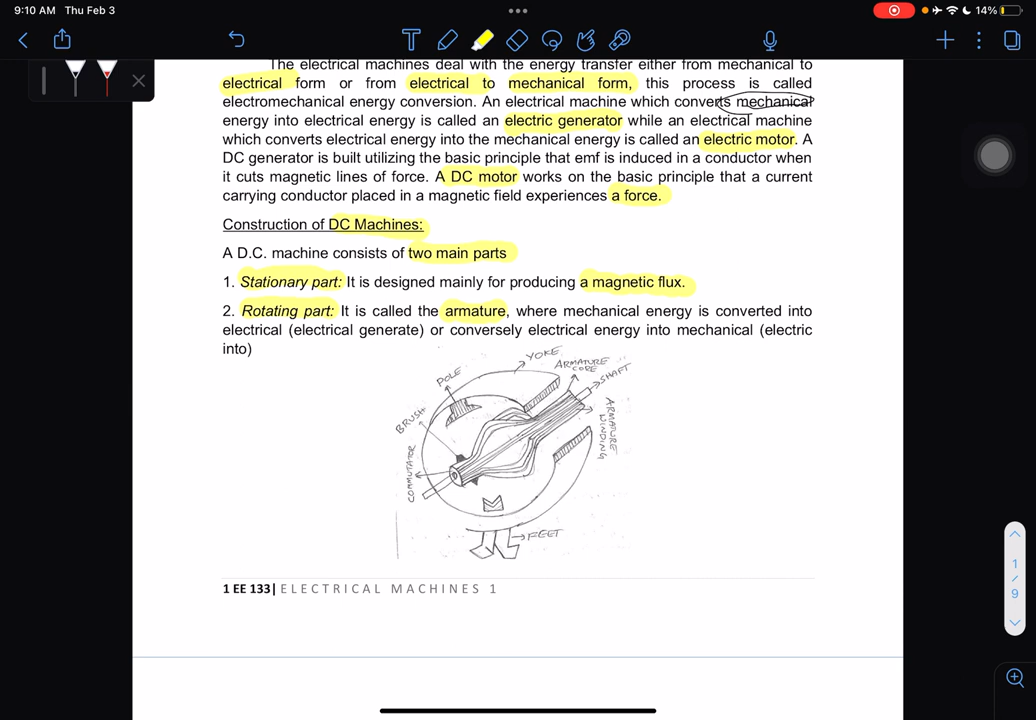 9:10 AM Thu Feb 3
14%
T
The electrical machines deal with the energy transfer either from mechanical to
electrical form or from electrical to mechanical form, this process is called
electromechanical energy conversion. An electrical machine which converts mechanical
energy into electrical energy is called an electric generator while an electrical machine
which converts electrical energy into the mechanical energy is called an electric motor. A
DC generator is built utilizing the basic principle that emf is induced in a conductor when
it cuts magnetic lines of force. A DC motor works on the basic principle that a current
carrying conductor placed in a magnetic field experiences a force.
Construction of DC Machines:
A D.C. machine consists of two main parts
1. Stationary part: It is designed mainly for producing a magnetic flux.
2. Rotating part: It is called the armature, where mechanical energy is converted into
electrical (electrical generate) or conversely electrical energy into mechanical (electric
into)
YOKE
ARMATURE
CORE
SHAFT
POLE
BRUSH
ARMATURE
WINDING
COMMUTATOR
FEET
1 EE 133| ELECTRICAL MACHINES 1
1
/
9